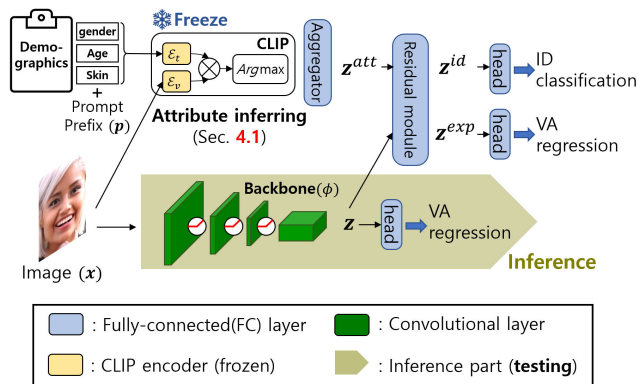 Demo-
graphics
gender
Age
Skin
+
Prompt
Prefix (p)
Freeze
CLIP
ℰt
ℰv
Argmax
Attribute inferring
(Sec. 4.1)
Aggregator
z^att
Residual module
z^id
head
ID
classification
z^exp
head
VA
regression
Image (x)
Backbone(ϕ)
z
head
VA
regression
Inference
: Fully-connected(FC) layer
: Convolutional layer
: CLIP encoder (frozen)
: Inference part (testing)